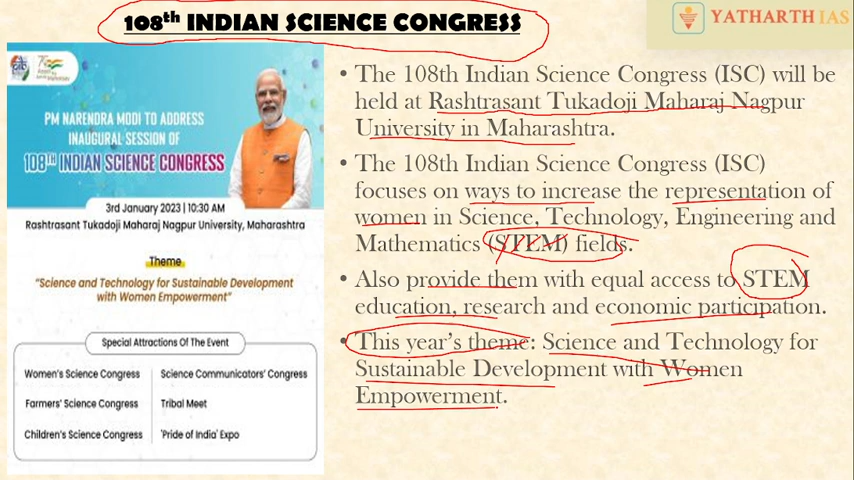 108th INDIAN SCIENCE CONGRESS
YATHARTH IAS
PM NARENDRA MODI TO ADDRESS
INAUGURAL SESSION OF
108TH INDIAN SCIENCE CONGRESS
3rd January 2023 | 10:30 AM
Rashtrasant Tukadoji Maharaj Nagpur University, Maharashtra
Theme
“Science and Technology for Sustainable Development
with Women Empowerment”
Special Attractions Of The Event
Women's Science Congress
Science Communicators' Congress
Farmers' Science Congress
Tribal Meet
Children's Science Congress
'Pride of India' Expo
• The 108th Indian Science Congress (ISC) will be
held at Rashtrasant Tukadoji Maharaj Nagpur
University in Maharashtra.
• The 108th Indian Science Congress (ISC)
focuses on ways to increase the representation of
women in Science, Technology, Engineering and
Mathematics (STEM) fields.
• Also provide them with equal access to STEM
education, research and economic participation.
• This year's theme: Science and Technology for
Sustainable Development with Women
Empowerment.